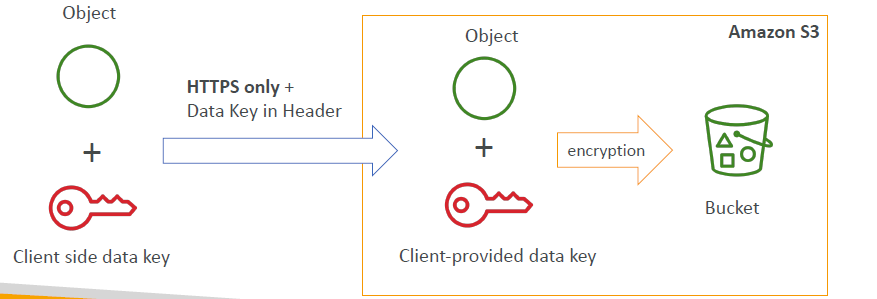 Object
HTTPS only +
Data Key in Header
+
Client side data key
Amazon S3
Object
+
Client-provided data key
encryption
Bucket